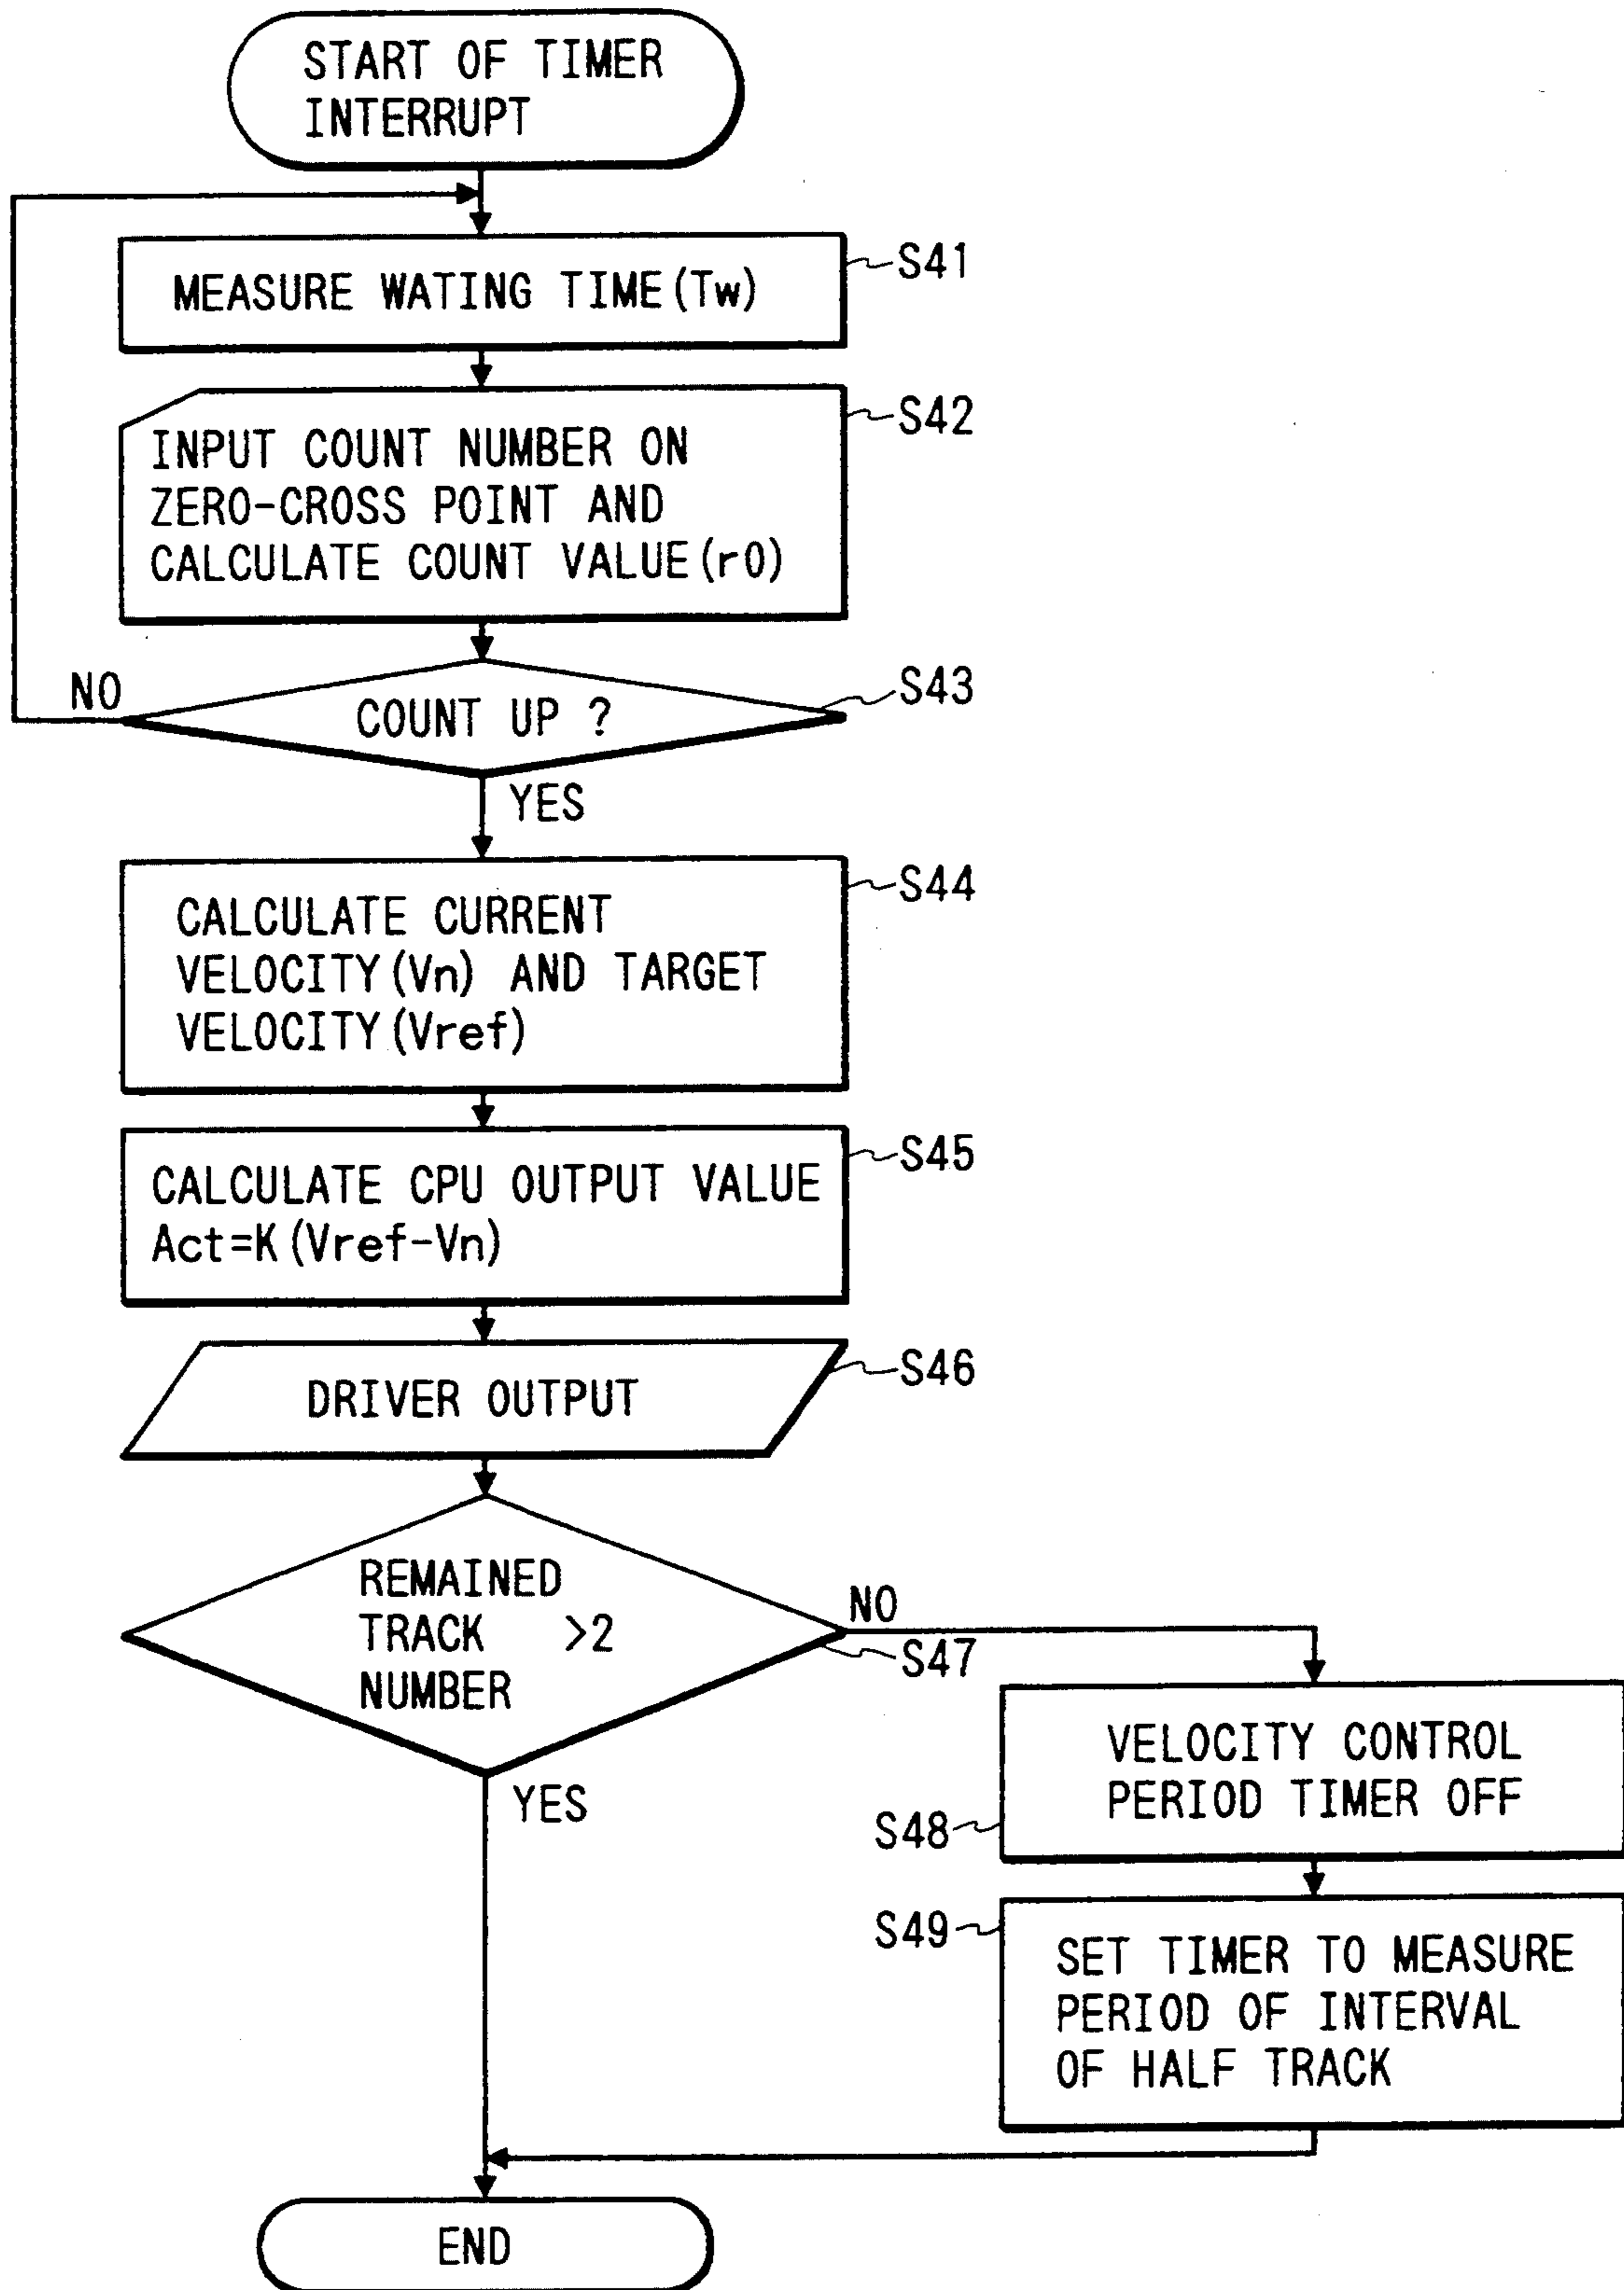 START OF TIMER
INTERRUPT
MEASURE WATING TIME(Tw)
S41
INPUT COUNT NUMBER ON
ZERO-CROSS POINT AND
CALCULATE COUNT VALUE(r0)
S42
NO
COUNT UP ?
S43
YES
CALCULATE CURRENT
VELOCITY(Vn) AND TARGET
VELOCITY(Vref)
S44
CALCULATE CPU OUTPUT VALUE
Act=K(Vref-Vn)
S45
DRIVER OUTPUT
S46
REMAINED
TRACK >2
NUMBER
NO
S47
YES
VELOCITY CONTROL
PERIOD TIMER OFF
S48
S49
SET TIMER TO MEASURE
PERIOD OF INTERVAL
OF HALF TRACK
END